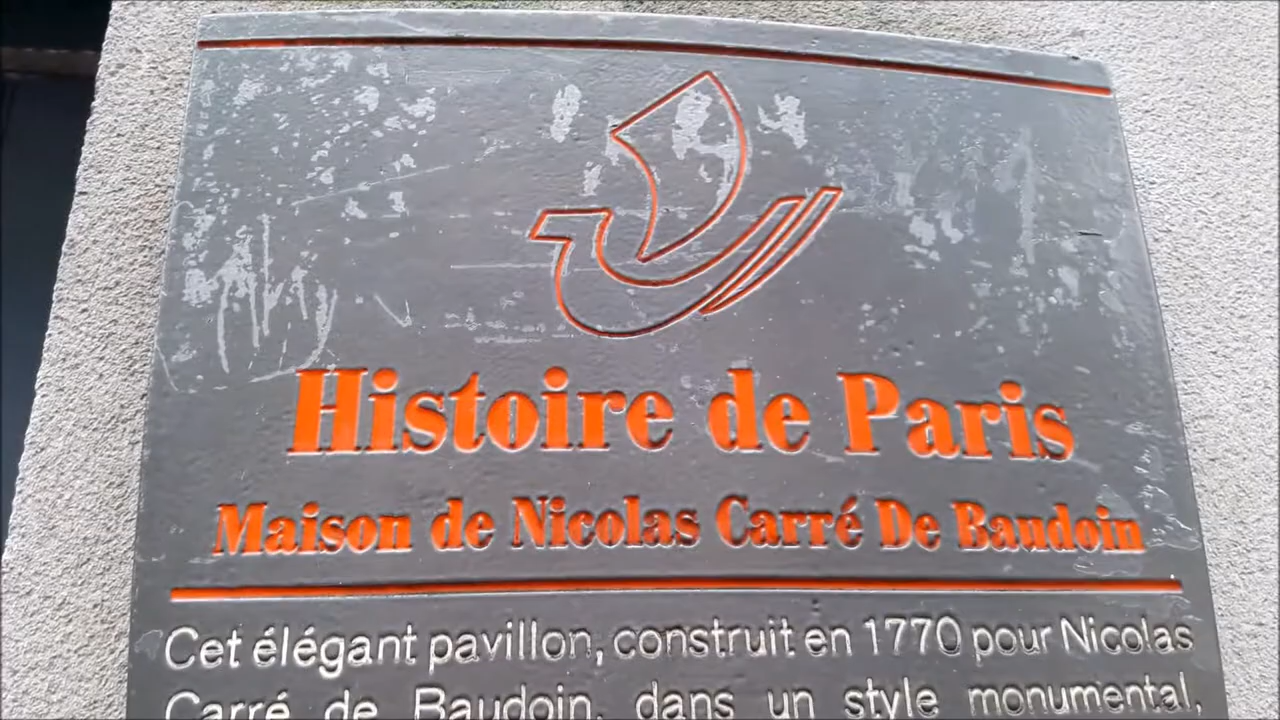 Histoire de Paris
Maison de Nicolas Carré De Baudoin
Cet élégant pavillon, construit en 1770 pour Nicolas
Carré de Baudoin, dans un style monumental,